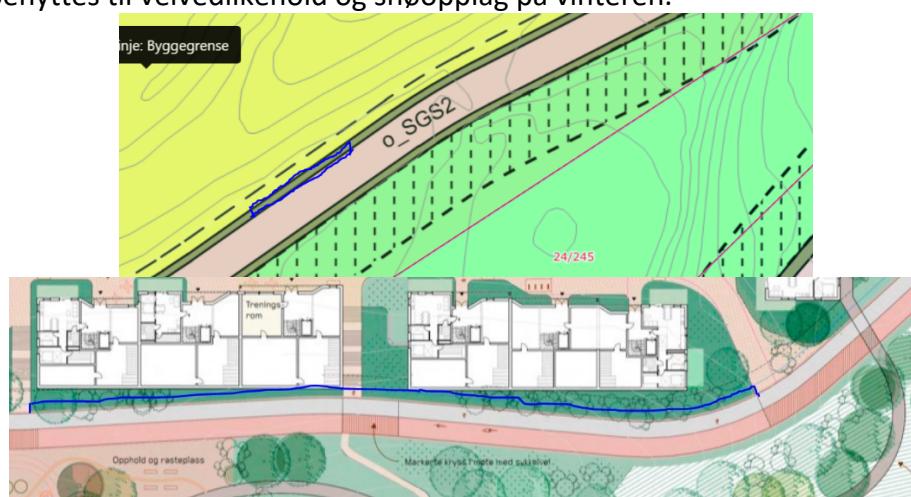 benyttes til veivedlikehold og snøopplag på vinteren.
inje: Byggegrense
o_SGS2
24/245
Trenings
rom
Opphold og rasteplass
Markerte kryss i møte med sykkelvei